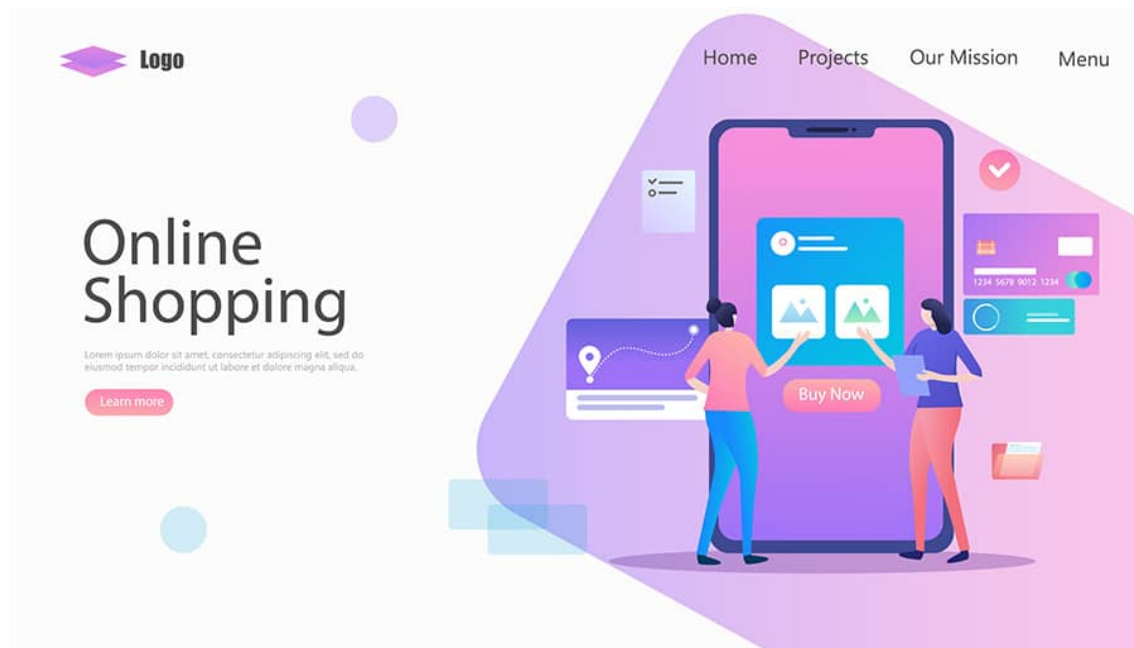 Logo
Home Projects Our Mission Menu
Online
Shopping
Lorem ipsum dolor sit amet, consectetur adipiscing elit, sed do
eiusmod tempor incididunt ut labore et dolore magna aliqua.
Learn more
1234 5678 9012 1234
Buy Now